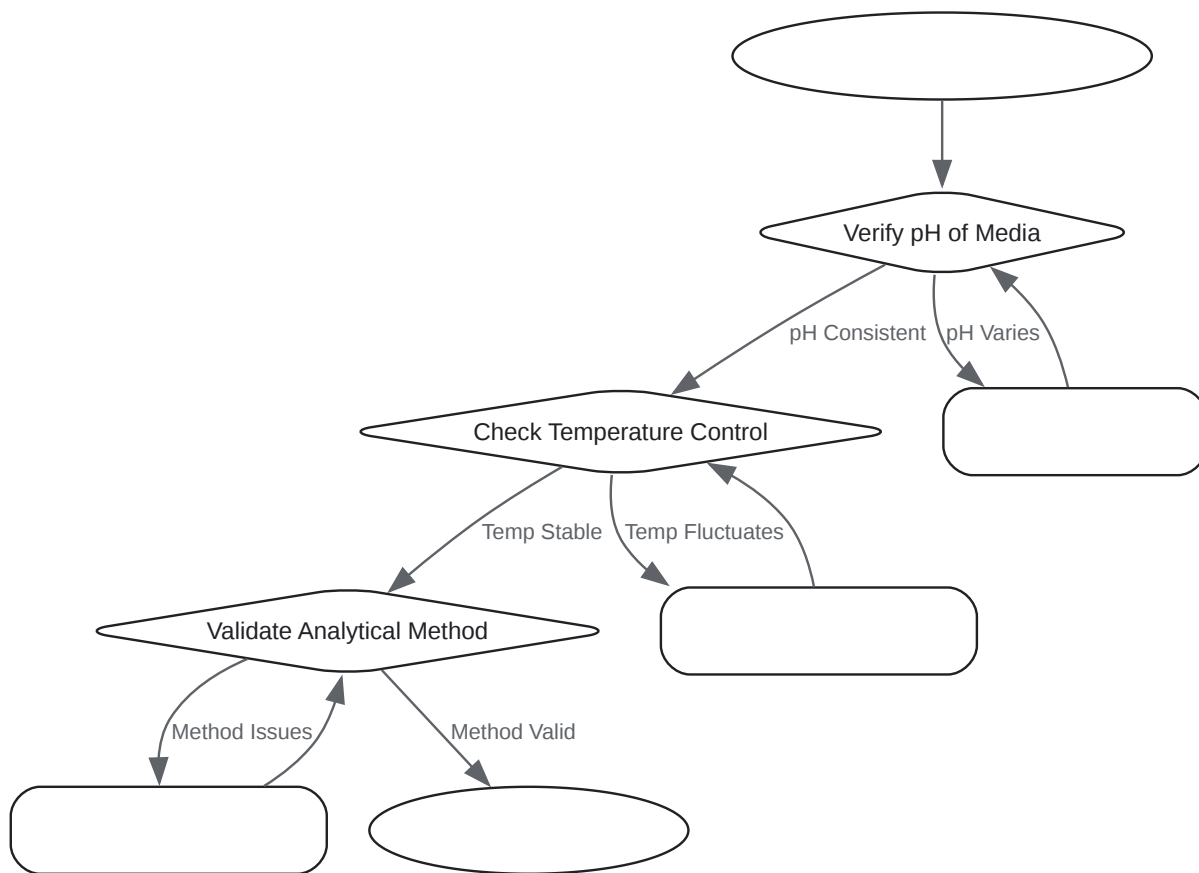 Verify pH of Media
pH Consistent
pH Varies
Check Temperature Control
Temp Stable
Temp Fluctuates
Validate Analytical Method
Method Issues
Method Valid